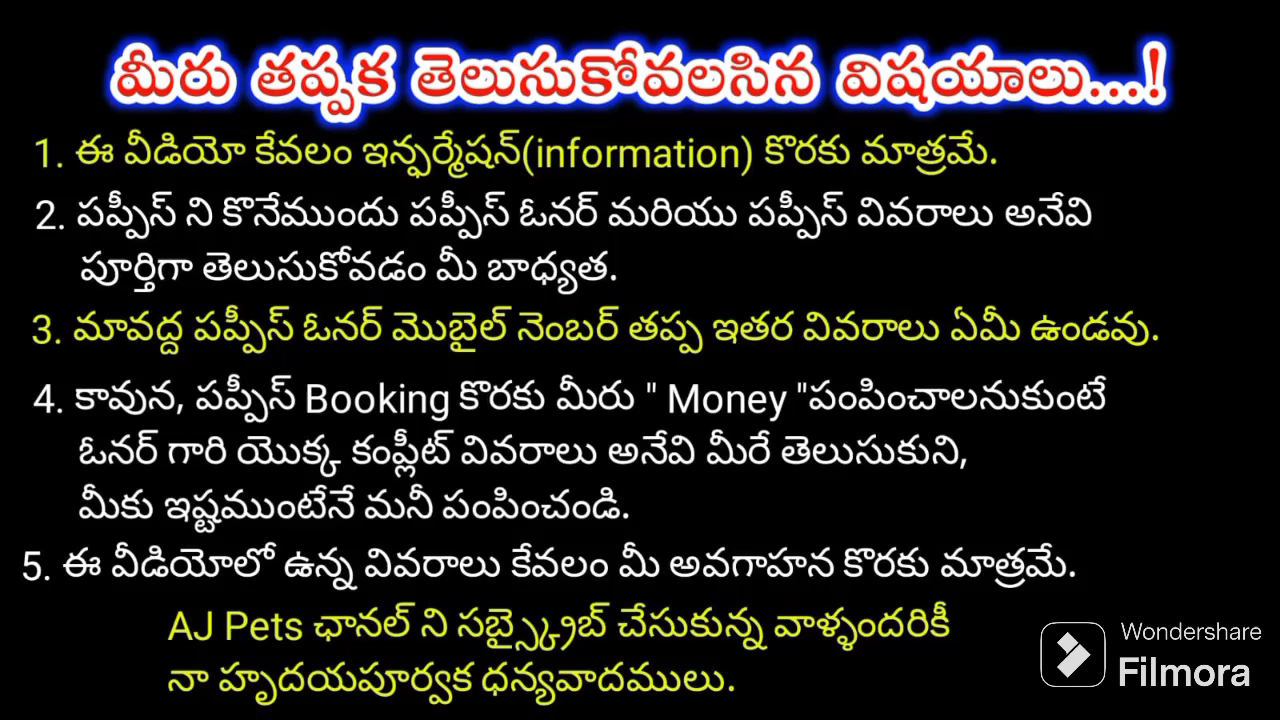 మీరు తప్పక తెలుసుకోవలసిన విషయాలు...!
1. ఈ వీడియో కేవలం ఇన్ఫర్మేషన్(information) కొరకు మాత్రమే.
2. పప్పీస్ ని కొనేముందు పప్పీస్ ఓనర్ మరియు పప్పీస్ వివరాలు అనేవి
పూర్తిగా తెలుసుకోవడం మీ బాధ్యత.
3. మావద్ద పప్పీస్ ఓనర్ మొబైల్ నెంబర్ తప్ప ఇతర వివరాలు ఏమీ ఉండవు.
4. కావున, పప్పీస్ Booking కొరకు మీరు " Money "పంపించాలనుకుంటే
ఓనర్ గారి యొక్క కంప్లీట్ వివరాలు అనేవి మీరే తెలుసుకుని,
మీకు ఇష్టముంటేనే మనీ పంపించండి.
5. ఈ వీడియోలో ఉన్న వివరాలు కేవలం మీ అవగాహన కొరకు మాత్రమే.
AJ Pets ఛానల్ ని సబ్స్క్రైబ్ చేసుకున్న వాళ్ళందరికీ
నా హృదయపూర్వక ధన్యవాదములు.
Wondershare
Filmora